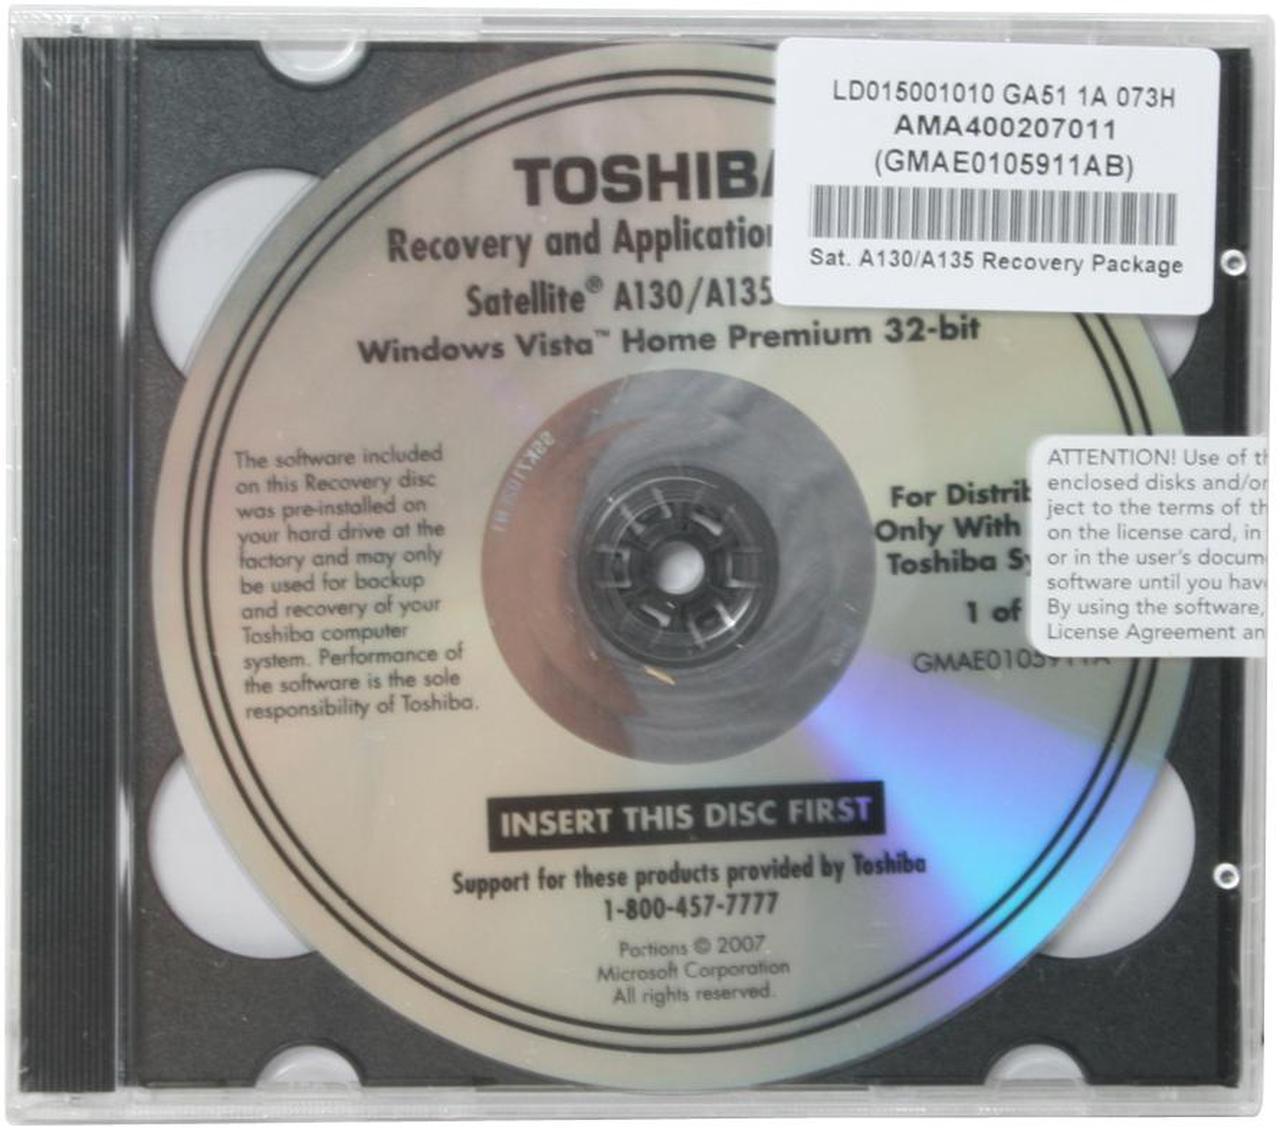 LD015001010 GA51 1A 073H
AMA400207011
(GMAE0105911AB)
Sat. A130/A135 Recovery Package
TOSHIBA
Recovery and Application
Satellite® A130/A135
Windows Vista™ Home Premium 32-bit
The software included
on this Recovery disc
was pre-installed on
your hard drive at the
factory and may only
be used for backup
and recovery of your
Toshiba computer
system. Performance of
the software is the sole
responsibility of Toshiba.
For Distrib
Only With
Toshiba Sy
1 of
GMAE0105911A
ATTENTION! Use of th
enclosed disks and/or
ject to the terms of th
on the license card, in
or in the user's docum
software until you have
By using the software,
License Agreement an
INSERT THIS DISC FIRST
Support for these products provided by Toshiba
1-800-457-7777
Portions © 2007
Microsoft Corporation
All rights reserved.